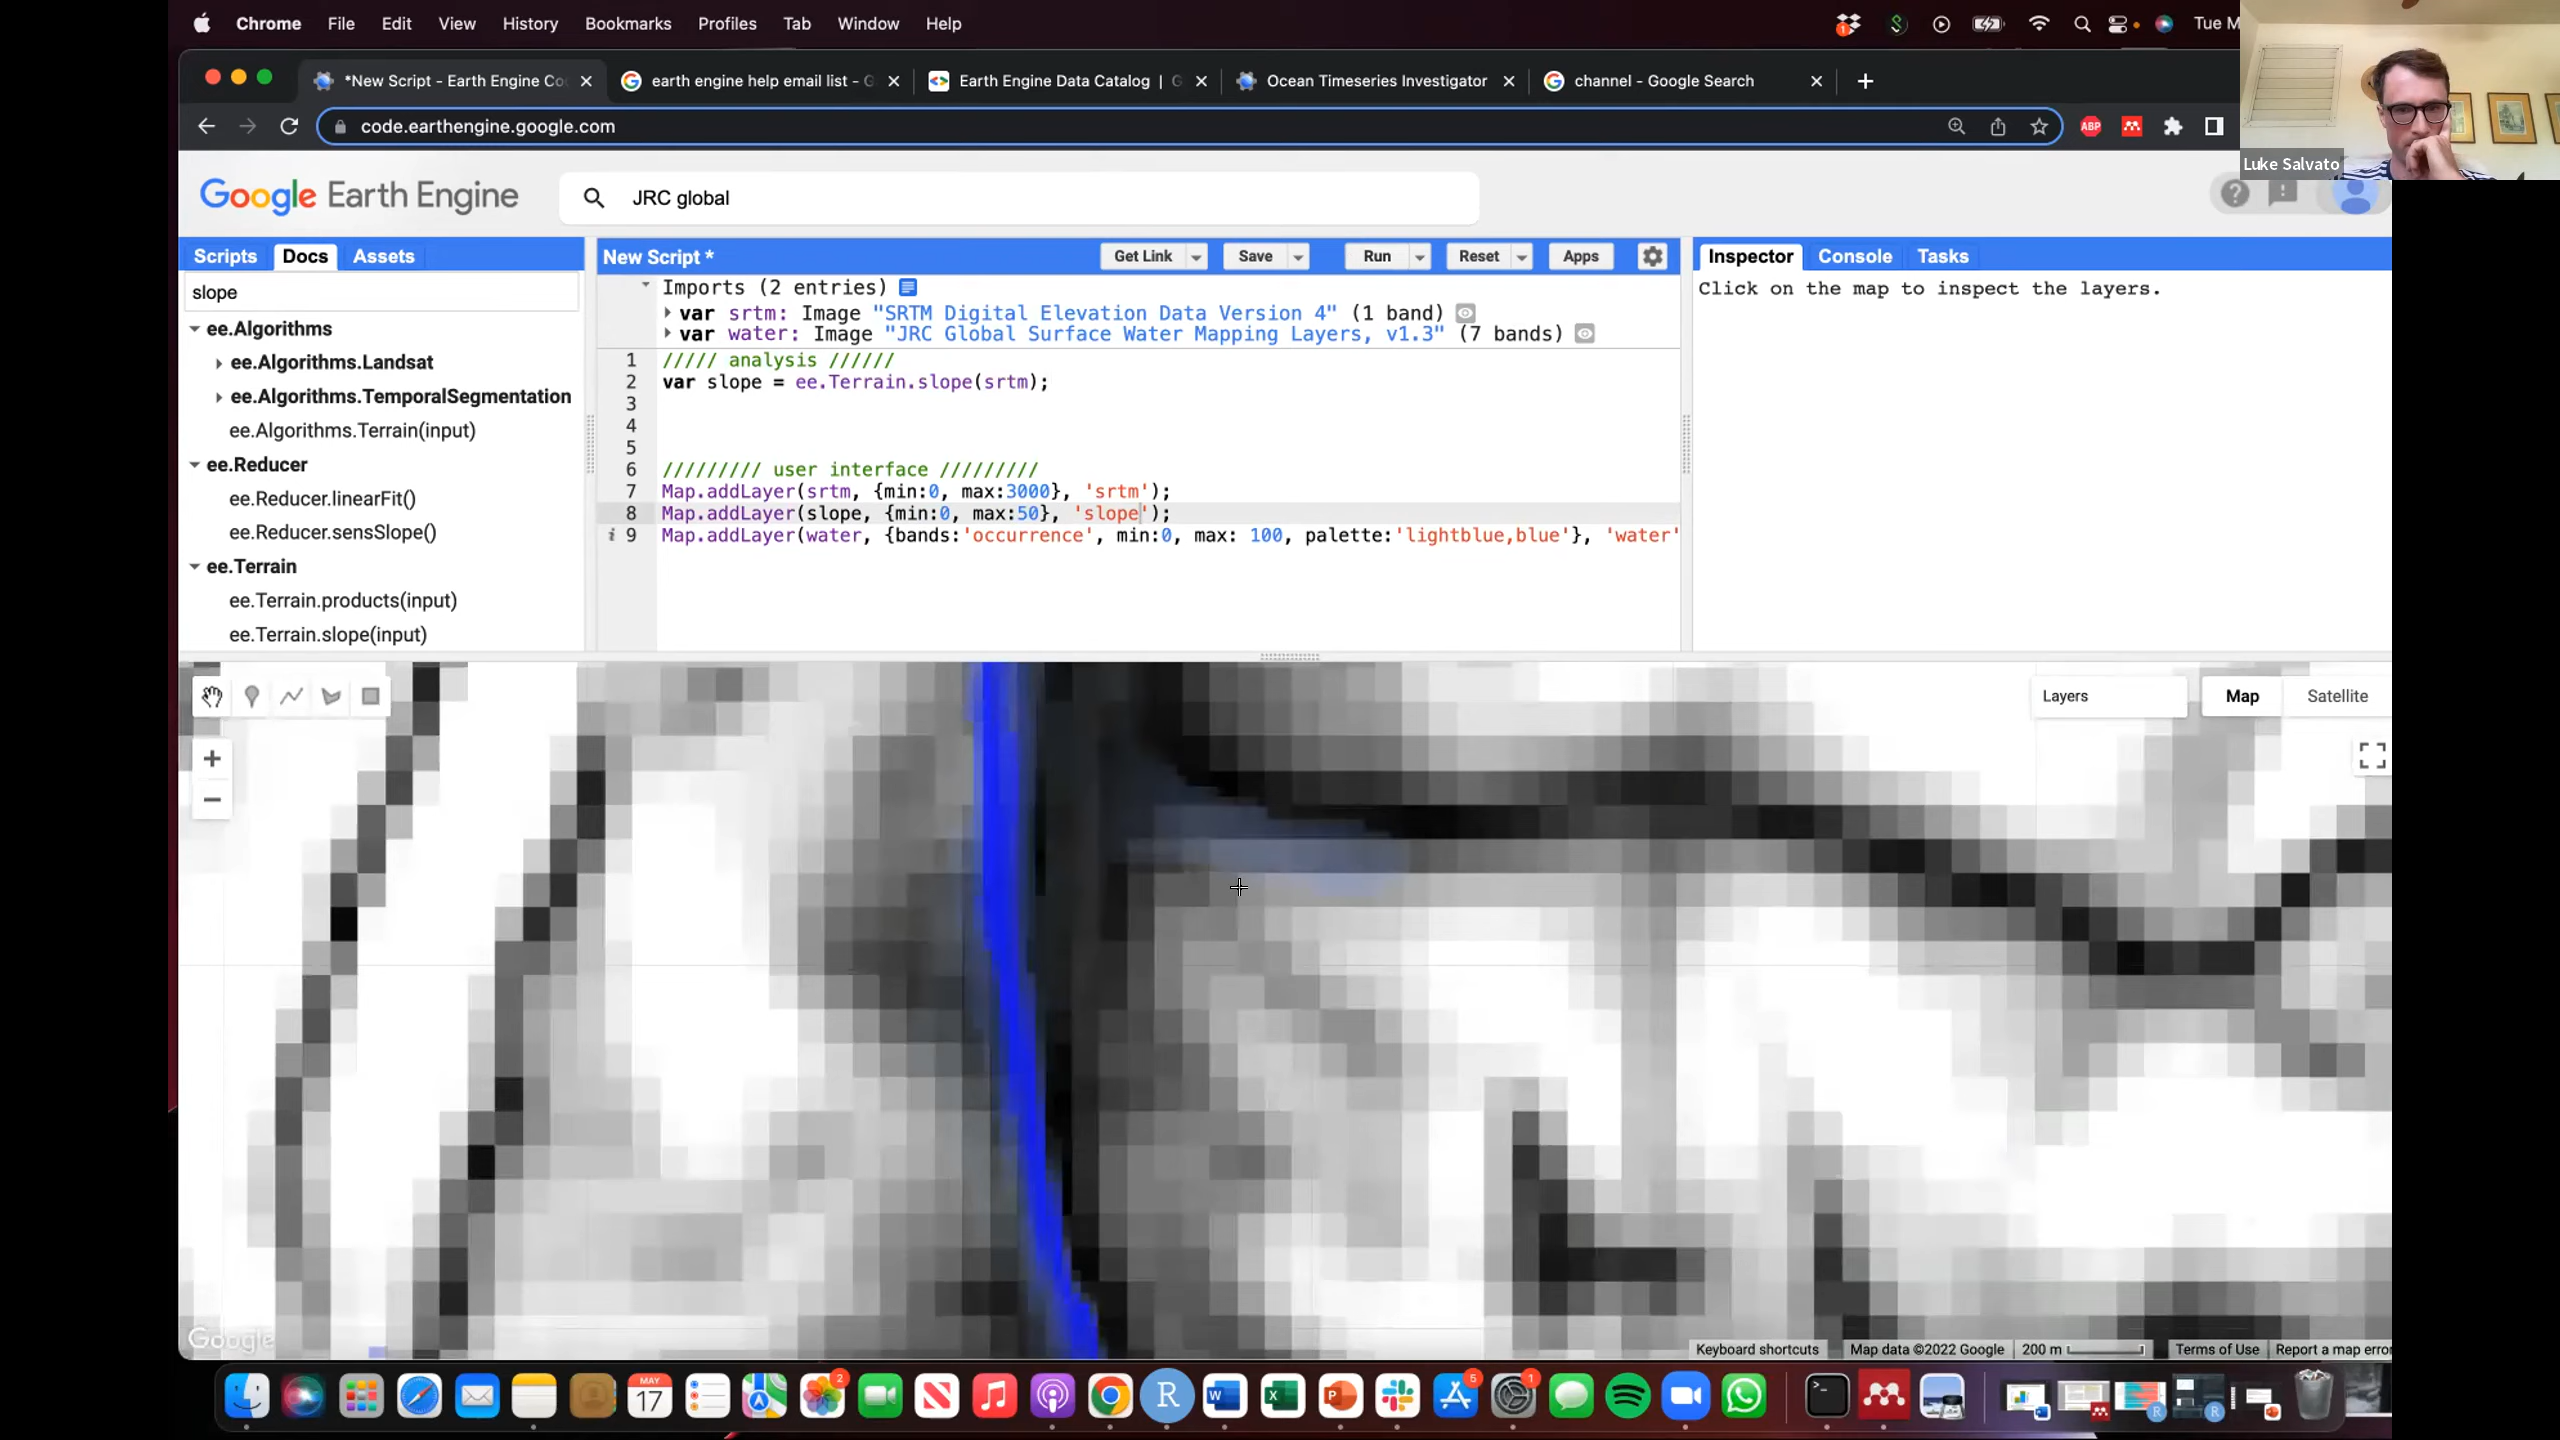 Chrome File Edit View History Bookmarks Profiles Tab Window Help
Tue M
*New Script - Earth Engine Co
earth engine help email list - G
Earth Engine Data Catalog | G
Ocean Timeseries Investigator
channel - Google Search
code.earthengine.google.com
ABP
Luke Salvato
Google Earth Engine
JRC global
Scripts Docs Assets
slope
ee.Algorithms
ee.Algorithms.Landsat
ee.Algorithms.TemporalSegmentation
ee.Algorithms.Terrain(input)
ee.Reducer
ee.Reducer.linearFit()
ee.Reducer.sensSlope()
ee.Terrain
ee.Terrain.products(input)
ee.Terrain.slope(input)
New Script *
Get Link Save Run Reset Apps
Imports (2 entries)
var srtm: Image "SRTM Digital Elevation Data Version 4" (1 band)
var water: Image "JRC Global Surface Water Mapping Layers, v1.3" (7 bands)
1 ///// analysis //////
2 var slope = ee.Terrain.slope(srtm);
3
4
5
6 ///////// user interface /////////
7 Map.addLayer(srtm, {min:0, max:3000}, 'srtm');
8 Map.addLayer(slope, {min:0, max:50}, 'slope');
i 9 Map.addLayer(water, {bands:'occurrence', min:0, max: 100, palette:'lightblue,blue'}, 'water'
Inspector Console Tasks
Click on the map to inspect the layers.
Layers
Map Satellite
Google
Keyboard shortcuts
Map data ©2022 Google
200 m
Terms of Use
Report a map error
MAY
17
2
5
1